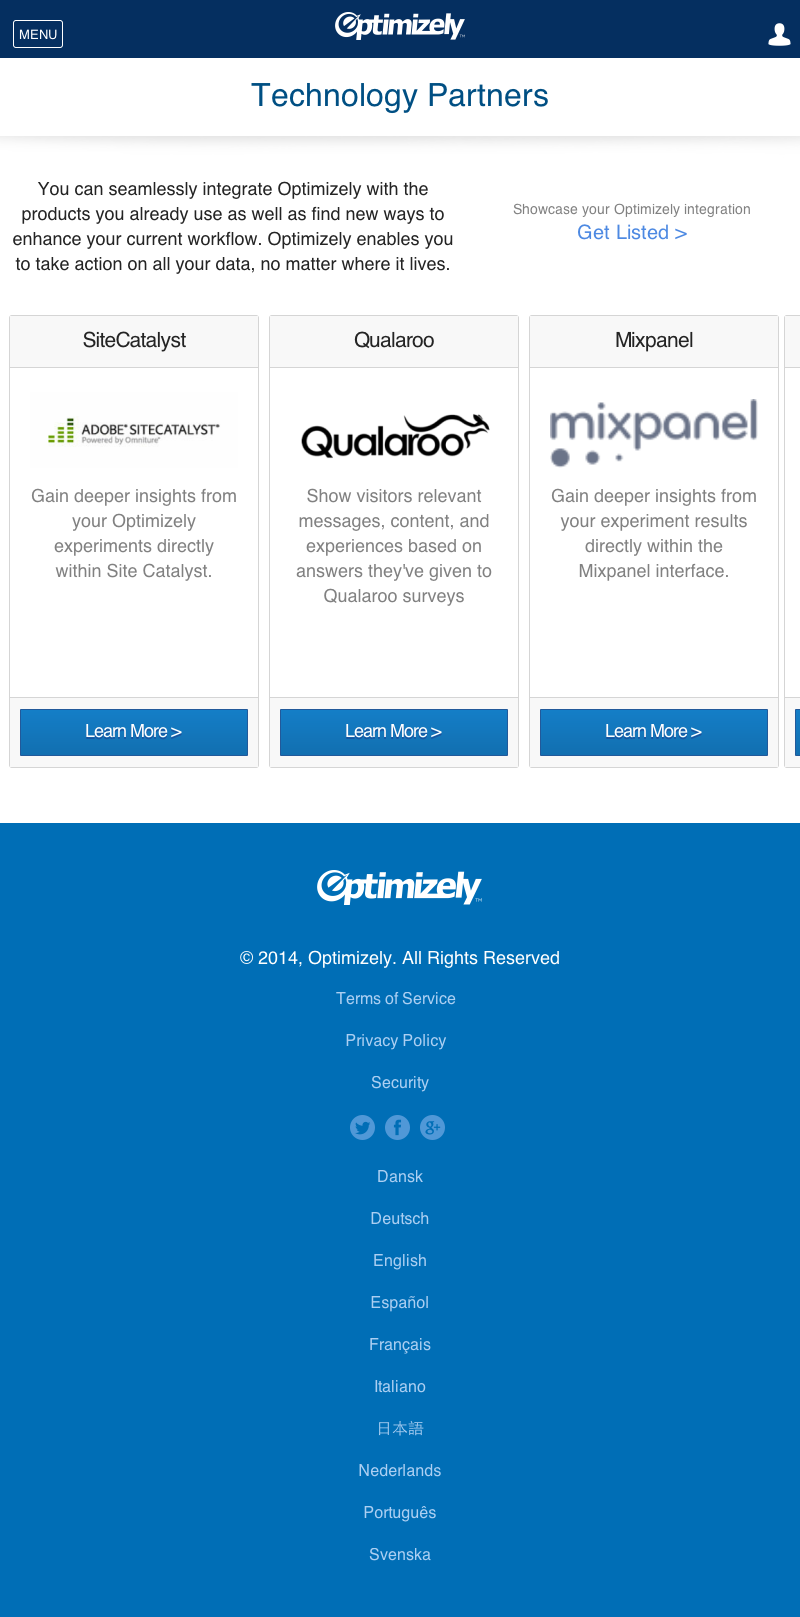 MENU
Optimizely™
Technology Partners
You can seamlessly integrate Optimizely with the
products you already use as well as find new ways to
enhance your current workflow. Optimizely enables you
to take action on all your data, no matter where it lives.
Showcase your Optimizely integration
Get Listed >
SiteCatalyst
ADOBE® SITECATALYST®
Powered by Omniture®
Gain deeper insights from
your Optimizely
experiments directly
within Site Catalyst.
Learn More >
Qualaroo
Qualaroo
Show visitors relevant
messages, content, and
experiences based on
answers they've given to
Qualaroo surveys
Learn More >
Mixpanel
mixpanel
Gain deeper insights from
your experiment results
directly within the
Mixpanel interface.
Learn More >
Optimizely™
© 2014, Optimizely. All Rights Reserved
Terms of Service
Privacy Policy
Security
Dansk
Deutsch
English
Español
Français
Italiano
日本語
Nederlands
Português
Svenska